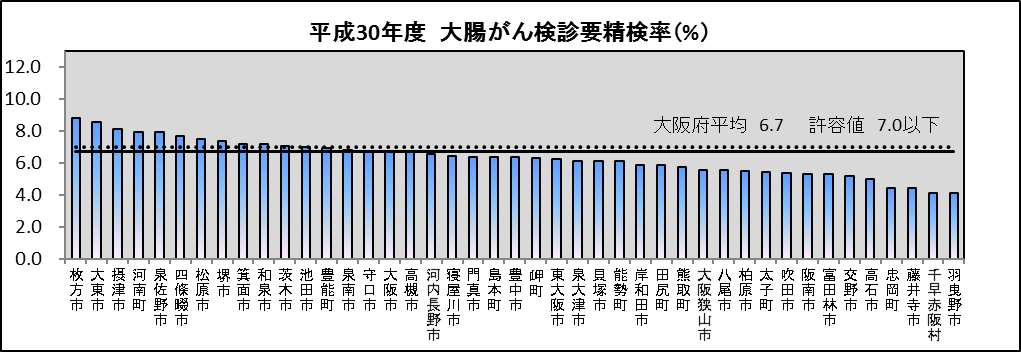 平成30年度 大腸がん検診要精検率(%)
12.0
10.0
8.0
6.0
4.0
2.0
0.0
大阪府平均 6.7 許容値 7.0以下
枚方市
大東市
摂津市
河南町
泉佐野市
四條畷市
松原市
堺市
箕面市
和泉市
茨木市
池田市
豊能町
泉南市
守口市
大阪市
高槻市
河内長野市
寝屋川市
門真市
島本町
豊中市
岬町
東大阪市
泉大津市
貝塚市
能勢町
岸和田市
田尻町
熊取町
大阪狭山市
八尾市
柏原市
太子町
吹田市
阪南市
富田林市
交野市
高石市
忠岡町
藤井寺市
千早赤阪村
羽曳野市